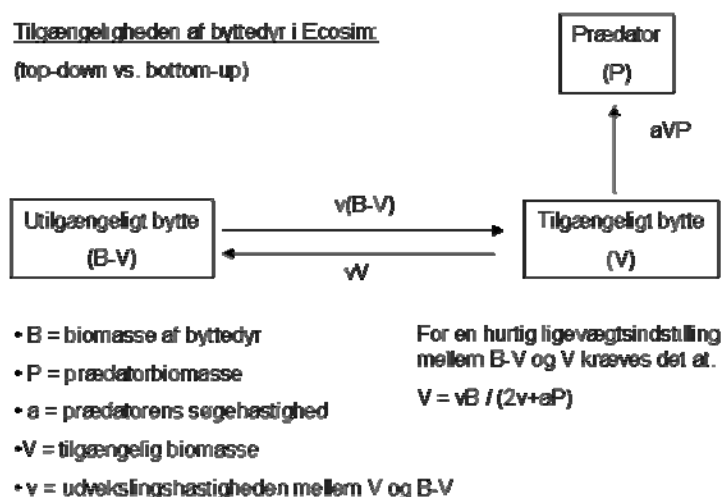 Tilgængeligheden af byttedyr i Ecosim:
(top-down vs. bottom-up)
Prædator
(P)
aVP
Utilgængeligt bytte
(B-V)
v(B-V)
vV
Tilgængeligt bytte
(V)
• B = biomasse af byttedyr
• P = prædatorbiomasse
• a = prædatorens søgehastighed
•V = tilgængelig biomasse
• v = udvekslingshastigheden mellem V og B-V
For en hurtig ligevægtsindstilling
mellem B-V og V kræves det at:
V = vB / (2v+aP)